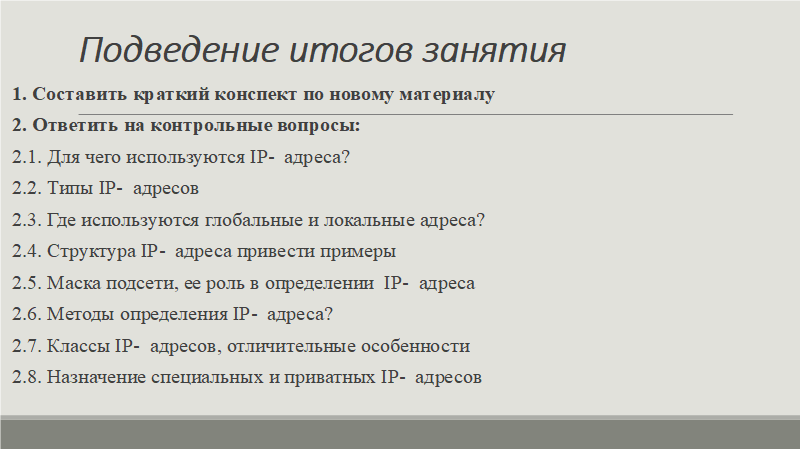 Подведение итогов занятия
1. Составить краткий конспект по новому материалу
2. Ответить на контрольные вопросы:
2.1. Для чего используются IP- адреса?
2.2. Типы IP- адресов
2.3. Где используются глобальные и локальные адреса?
2.4. Структура IP- адреса привести примеры
2.5. Маска подсети, ее роль в определении IP- адреса
2.6. Методы определения IP- адреса?
2.7. Классы IP- адресов, отличительные особенности
2.8. Назначение специальных и приватных IP- адресов